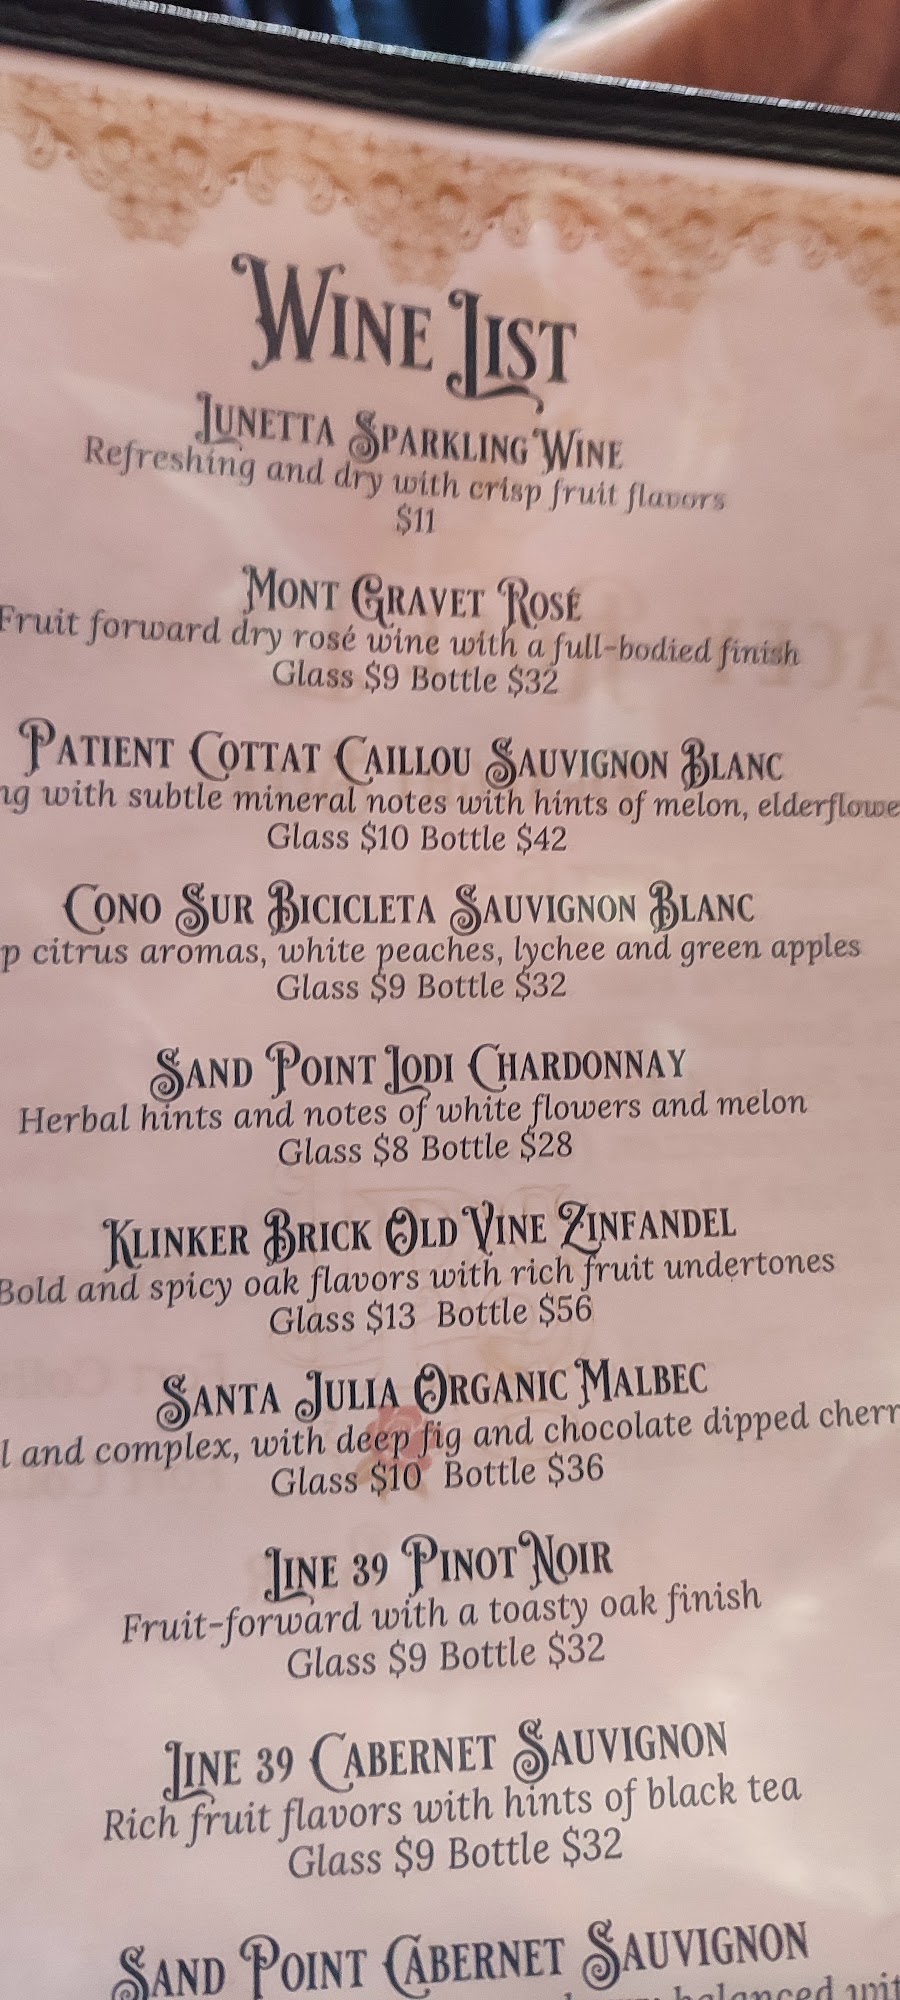 WINE LIST
LUNETTA SPARKLING WINE
Refreshing and dry with crisp fruit flavors
$11
MONT GRAVET ROSÉ
Fruit forward dry rosé wine with a full-bodied finish
Glass $9 Bottle $32
PATIENT COTTAT CAILLOU SAUVIGNON BLANC
with subtle mineral notes with hints of melon,
Glass $10 Bottle $42
CONO SUR BICICLETA SAUVIGNON BLANC
citrus aromas, white peaches, lychee and green apples
Glass $9 Bottle $32
SAND POINT LODI CHARDONNAY
Herbal hints and notes of white flowers and melon
Glass $8 Bottle $28
KLINKER BRICK OLD VINE ZINFANDEL
Bold and spicy oak flavors with rich fruit undertones
Glass $13 Bottle $56
SANTA JULIA ORGANIC MALBEC
and complex, with deep fig and chocolate dipped
Glass $10 Bottle $36
LINE 39 PINOT NOIR
Fruit-forward with a toasty oak finish
Glass $9 Bottle $32
LINE 39 CABERNET SAUVIGNON
Rich fruit flavors with hints of black tea
Glass $9 Bottle $32
SAND POINT CABERNET SAUVIGNON
balanced